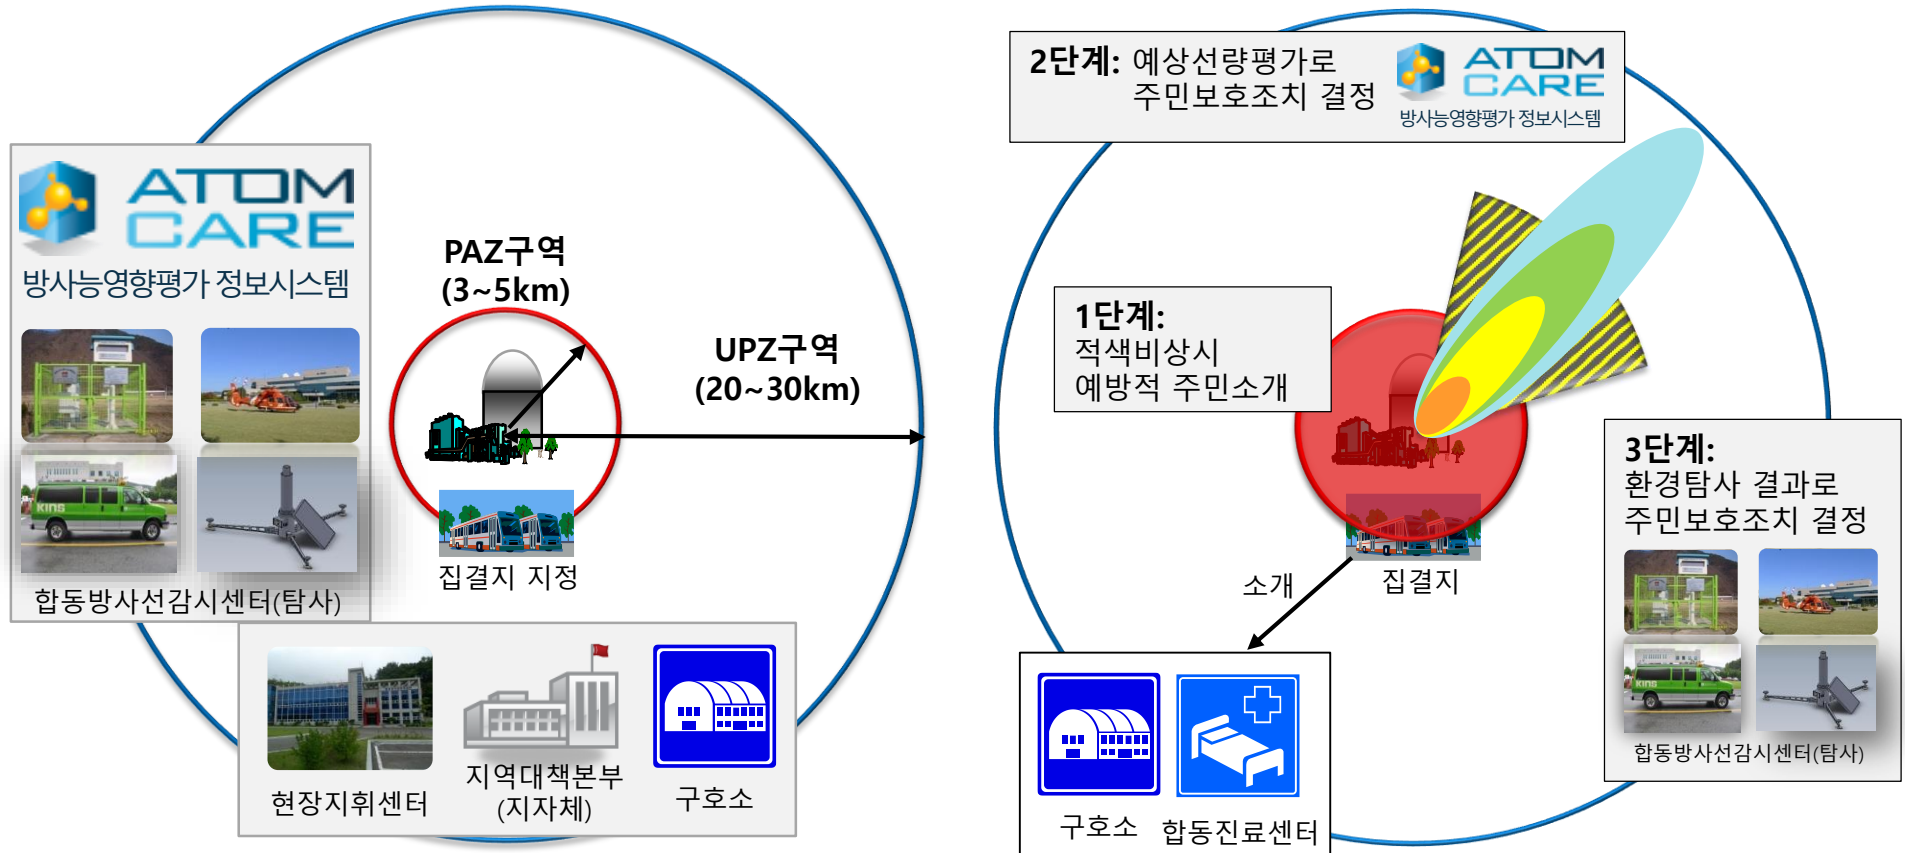 ATOM
CARE
방사능영향평가 정보시스템
KINS
합동방사선감시센터(탐사)
PAZ구역
(3~5km)
UPZ구역
(20~30km)
집결지 지정
현장지휘센터
지역대책본부
(지자체)
구호소
2단계: 예상선량평가로
주민보호조치 결정
ATOM
CARE
방사능영향평가 정보시스템
1단계:
적색비상시
예방적 주민소개
3단계:
환경탐사 결과로
주민보호조치 결정
KINS
합동방사선감시센터(탐사)
집결지
소개
구호소
합동진료센터